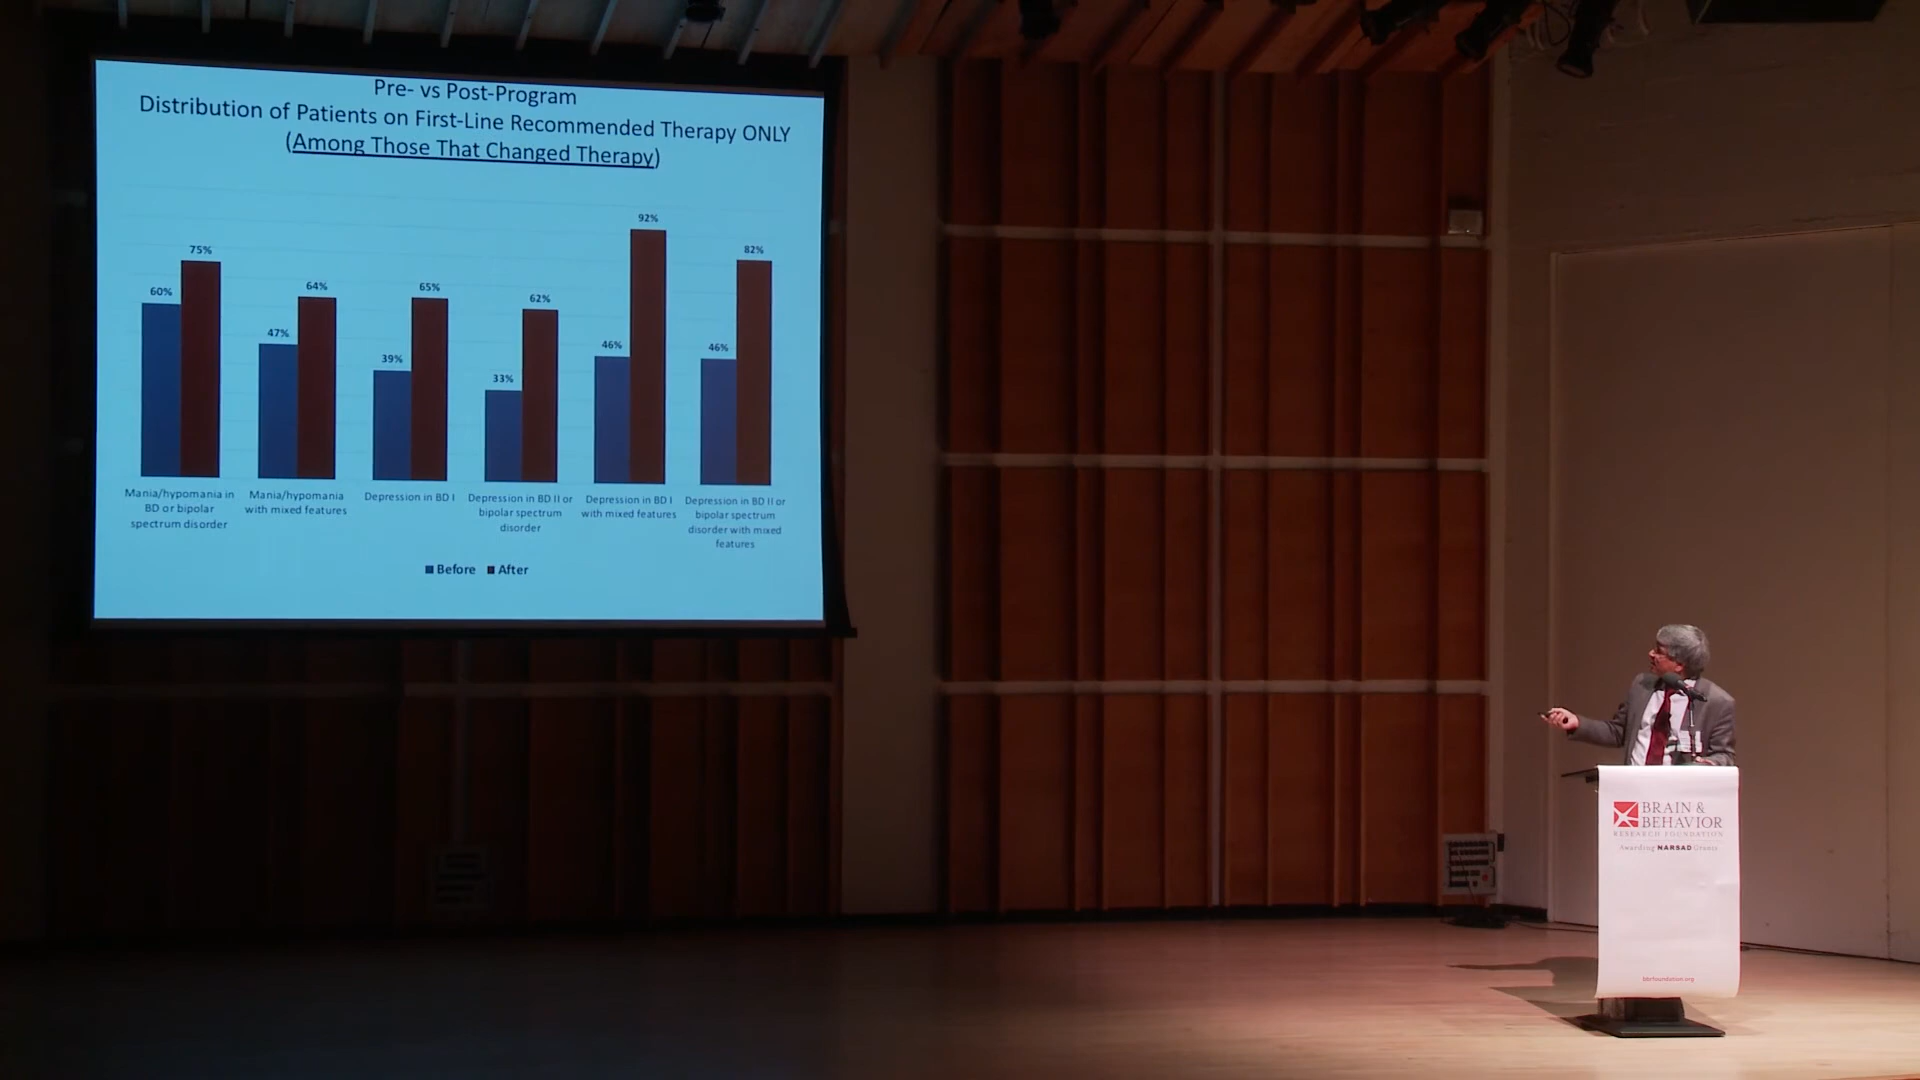 Pre- vs Post-Program
Distribution of Patients on First-Line Recommended Therapy ONLY
(Among Those That Changed Therapy)
60%
75%
47%
64%
39%
65%
33%
62%
46%
92%
46%
82%
Mania/hypomania in
BD or bipolar
spectrum disorder
Mania/hypomania
with mixed features
Depression in BD I
Depression in BD II or
bipolar spectrum
disorder
Depression in BD I
with mixed features
Depression in BD II or
bipolar spectrum
disorder with mixed
features
Before After
BRAIN &
BEHAVIOR
RESEARCH FOUNDATION
Awarding NARSAD Grants
bbrfoundation.org